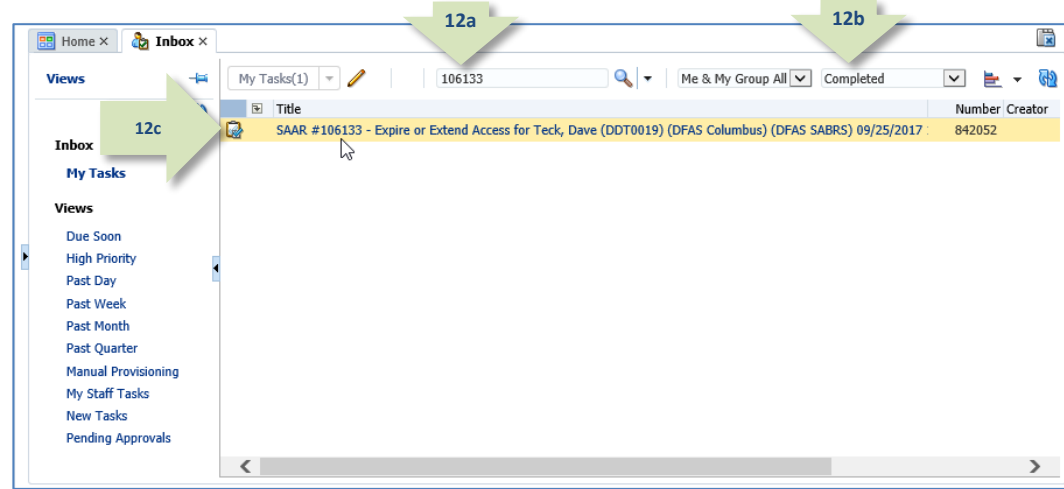 12a
12b
Home ×
Inbox ×
Views
My Tasks(1)
106133
Me & My Group All
Completed
Title
Number
Creator
12c
SAAR #106133 - Expire or Extend Access for Teck, Dave (DDT0019) (DFAS Columbus) (DFAS SABRS) 09/25/2017
842052
Inbox
My Tasks
Views
Due Soon
High Priority
Past Day
Past Week
Past Month
Past Quarter
Manual Provisioning
My Staff Tasks
New Tasks
Pending Approvals